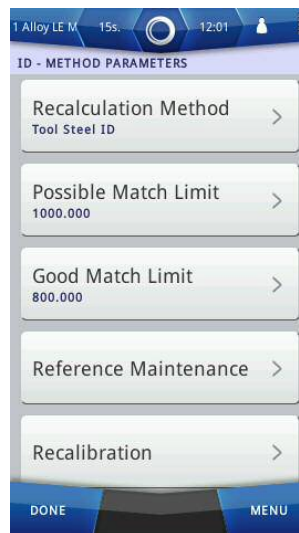 1 Alloy LE M 15s. 12:01
ID - METHOD PARAMETERS
Recalculation Method
Tool Steel ID
Possible Match Limit
1000.000
Good Match Limit
800.000
Reference Maintenance
Recalibration
DONE MENU